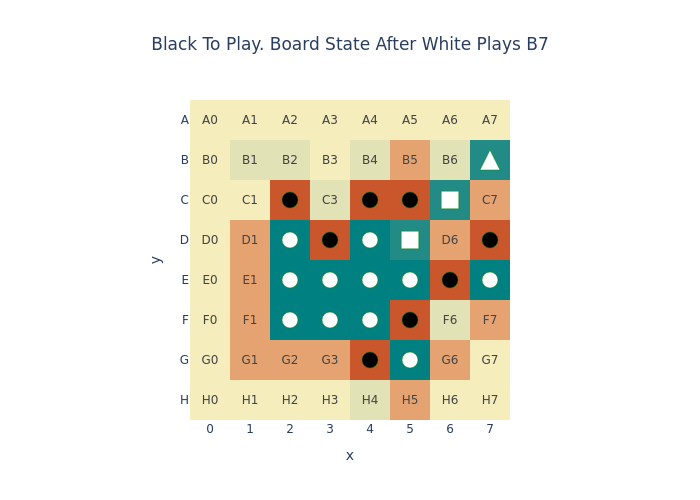 Black To Play. Board State After White Plays B7
A A0 A1 A2 A3 A4 A5 A6 A7
B B0 B1 B2 B3 B4 B5 B6
C C0 C1 C3 C7
D D0 D1 D6
E E0 E1
F F0 F1 F6 F7
G G0 G1 G2 G3 G6 G7
H H0 H1 H2 H3 H4 H5 H6 H7
0 1 2 3 4 5 6 7
x
y